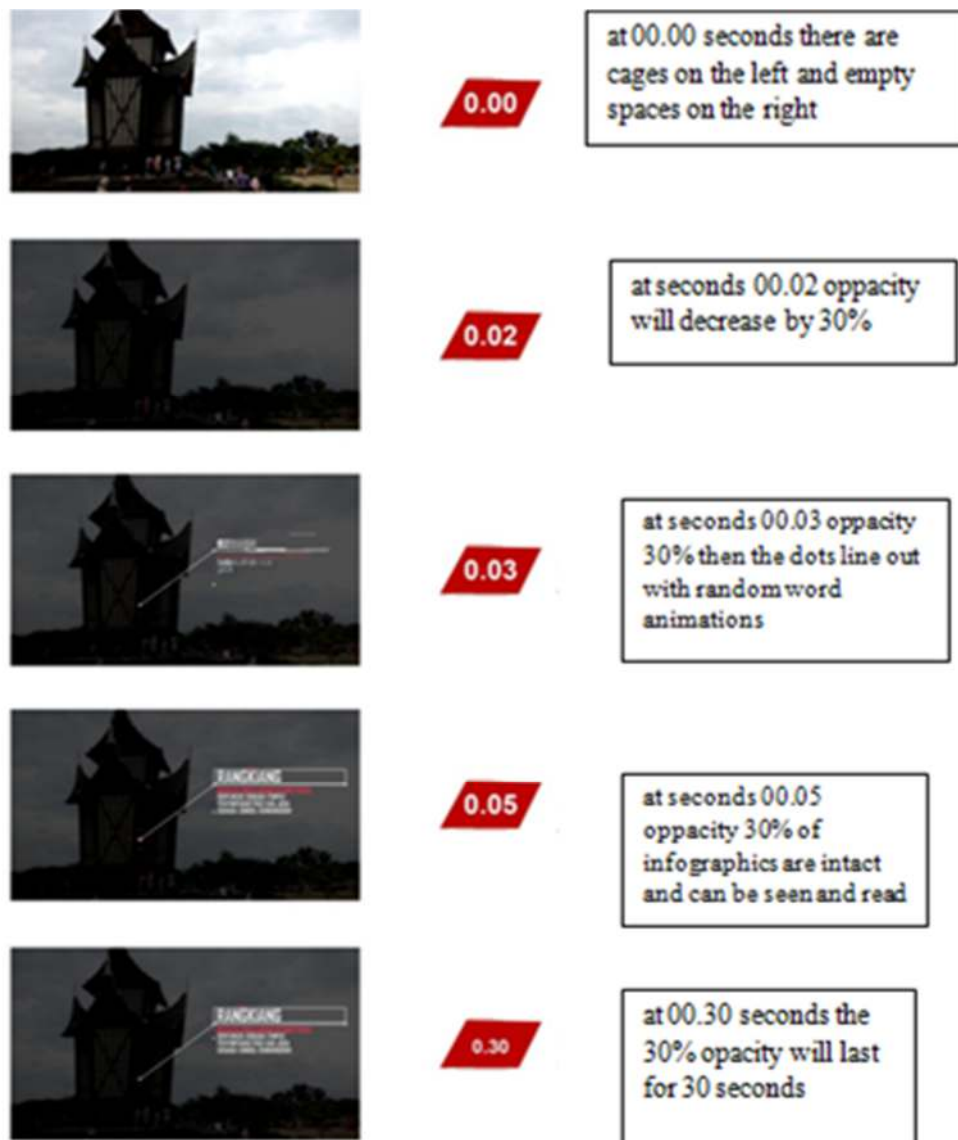 0.00
at 00.00 seconds there are
cages on the left and empty
spaces on the right
0.02
at seconds 00.02 oppacity
will decrease by 30%
0.03
at seconds 00.03 oppacity
30% then the dots line out
with random word
animations
RANGKIANG
0.05
at seconds 00.05
oppacity 30% of
infographics are intact
and can be seen and read
RANGKIANG
0.30
at 00.30 seconds the
30% opacity will last
for 30 seconds